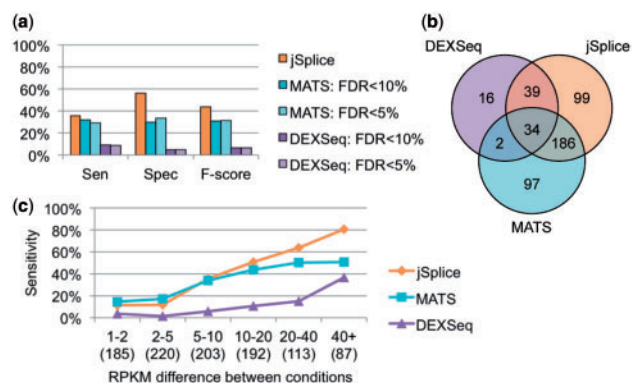 (a)
100%
80%
60%
40%
20%
0%
Sen Spec F-score
jSplice
MATS: FDR<10%
MATS: FDR<5%
DEXSeq: FDR<10%
DEXSeq: FDR<5%
(b)
DEXSeq jSplice
16 39 99
34
2 186
97
MATS
(c)
Sensitivity
100%
80%
60%
40%
20%
0%
1-2 2-5 5-10 10-20 20-40 40+
(185) (220) (203) (192) (113) (87)
RPKM difference between conditions
jSplice
MATS
DEXSeq